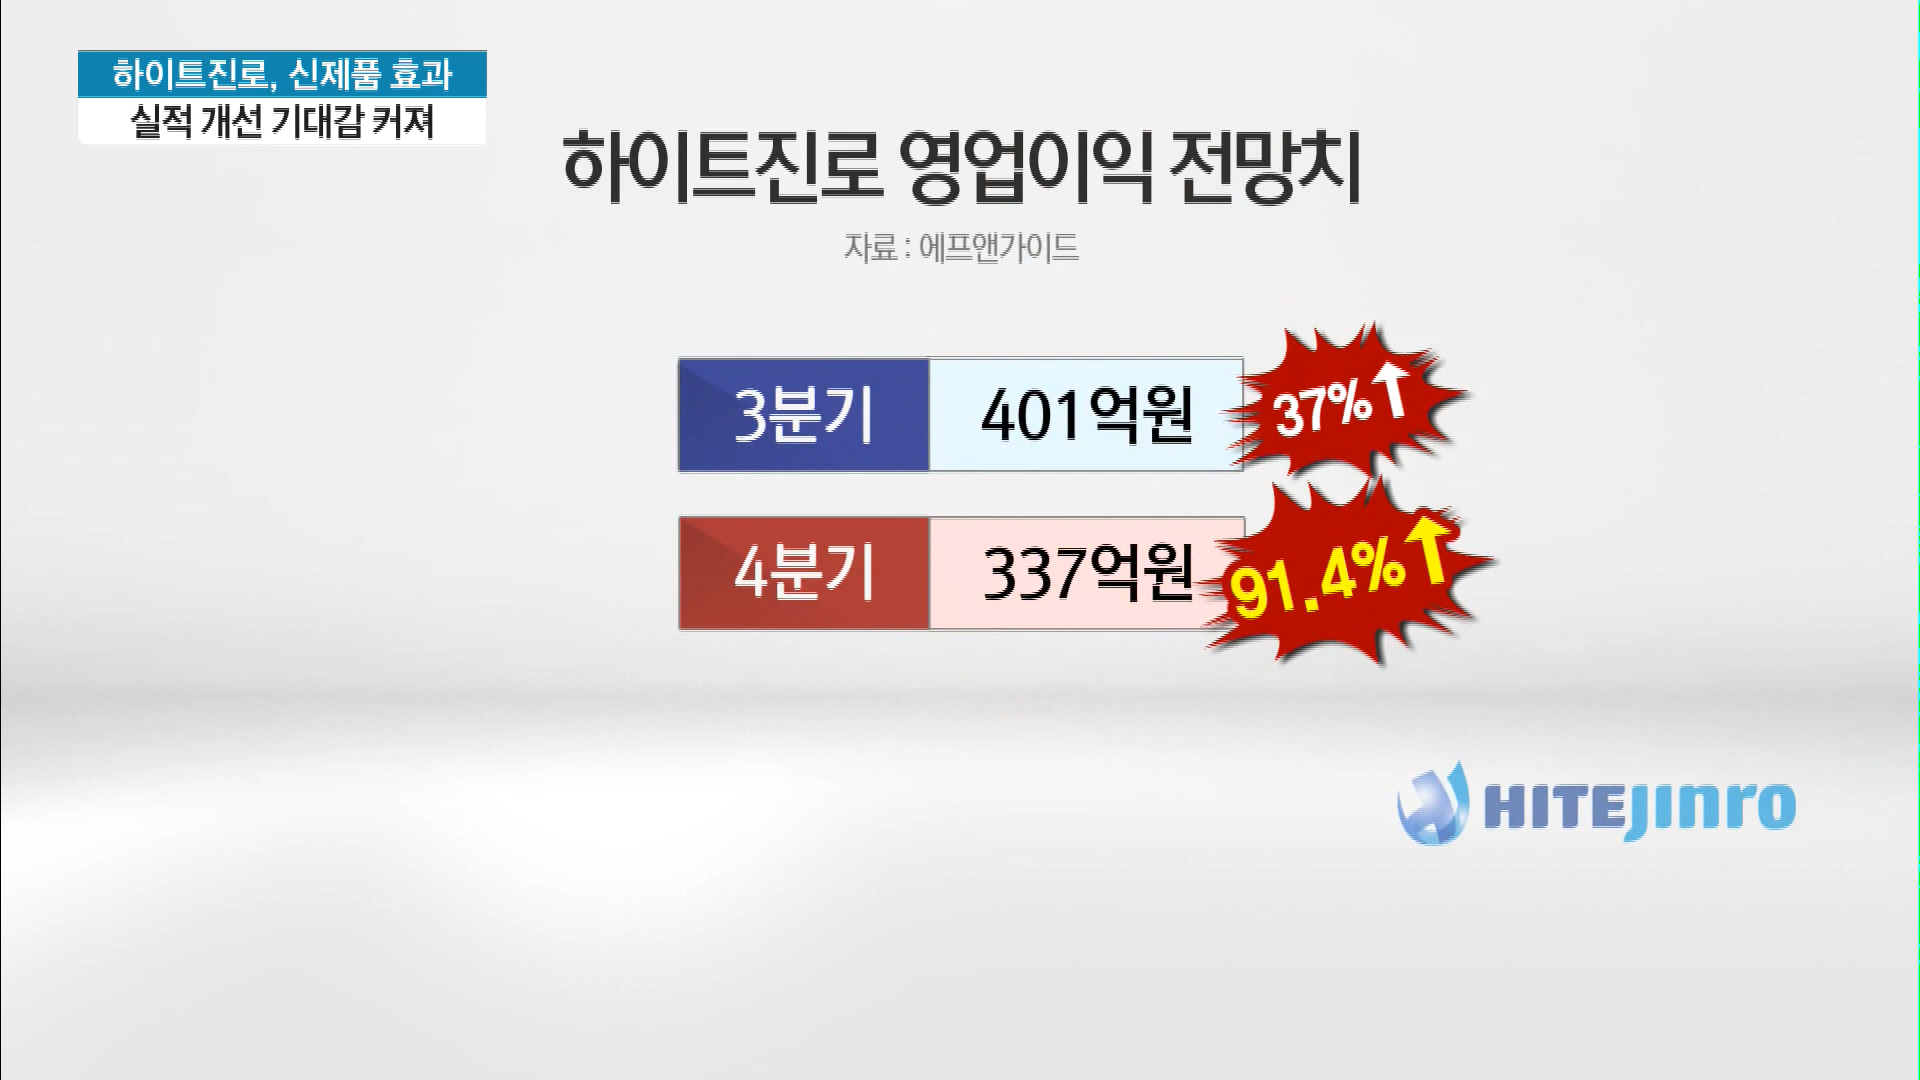 하이트진로, 신제품 효과
실적 개선 기대감 커져
하이트진로 영업이익 전망치
자료 : 에프앤가이드
3분기 401억원 37%↑
4분기 337억원 91.4%↑
HITEJINRO